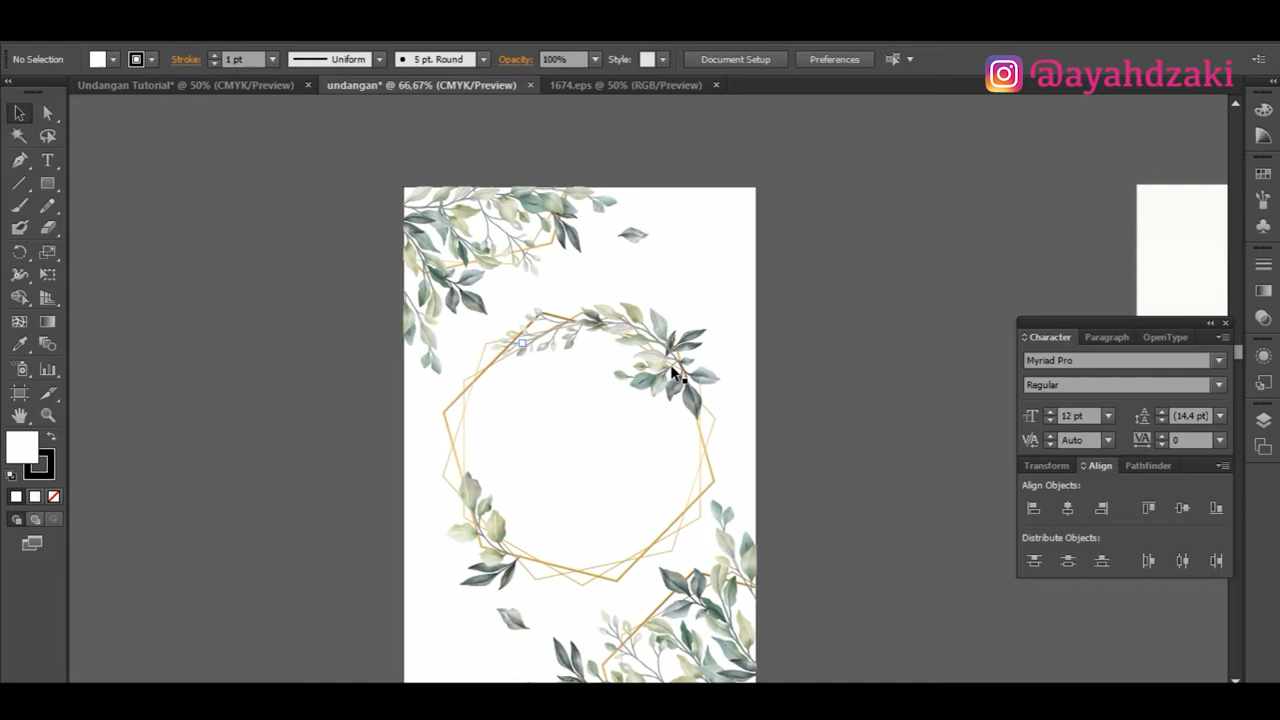 No Selection
Stroke: 1 pt Uniform 5 pt. Round Opacity: 100% Style: Document Setup Preferences
@ayahdzaki
Undangan Tutorial* @ 50% (CMYK/Preview) × undangan* @ 66,67% (CMYK/Preview) × 1674.eps @ 50% (RGB/Preview) ×
Character Paragraph OpenType
Myriad Pro
Regular
12 pt (14,4 pt)
Auto 0
Transform Align Pathfinder
Align Objects:
Distribute Objects: